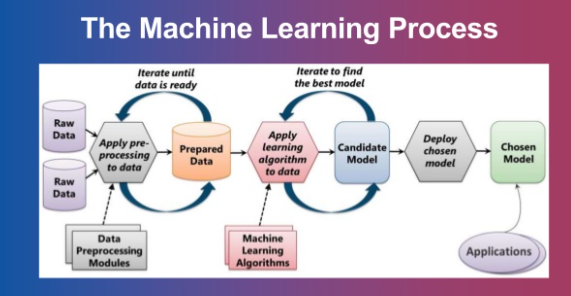 The Machine Learning Process
Iterate until
data is ready
Iterate to find
the best model
Raw
Data
Raw
Data
Apply pre-
processing
to data
Prepared
Data
Apply
learning
algorithm
to data
Candidate
Model
Deploy
chosen
model
Chosen
Model
Data
Preprocessing
Modules
Machine
Learning
Algorithms
Applications